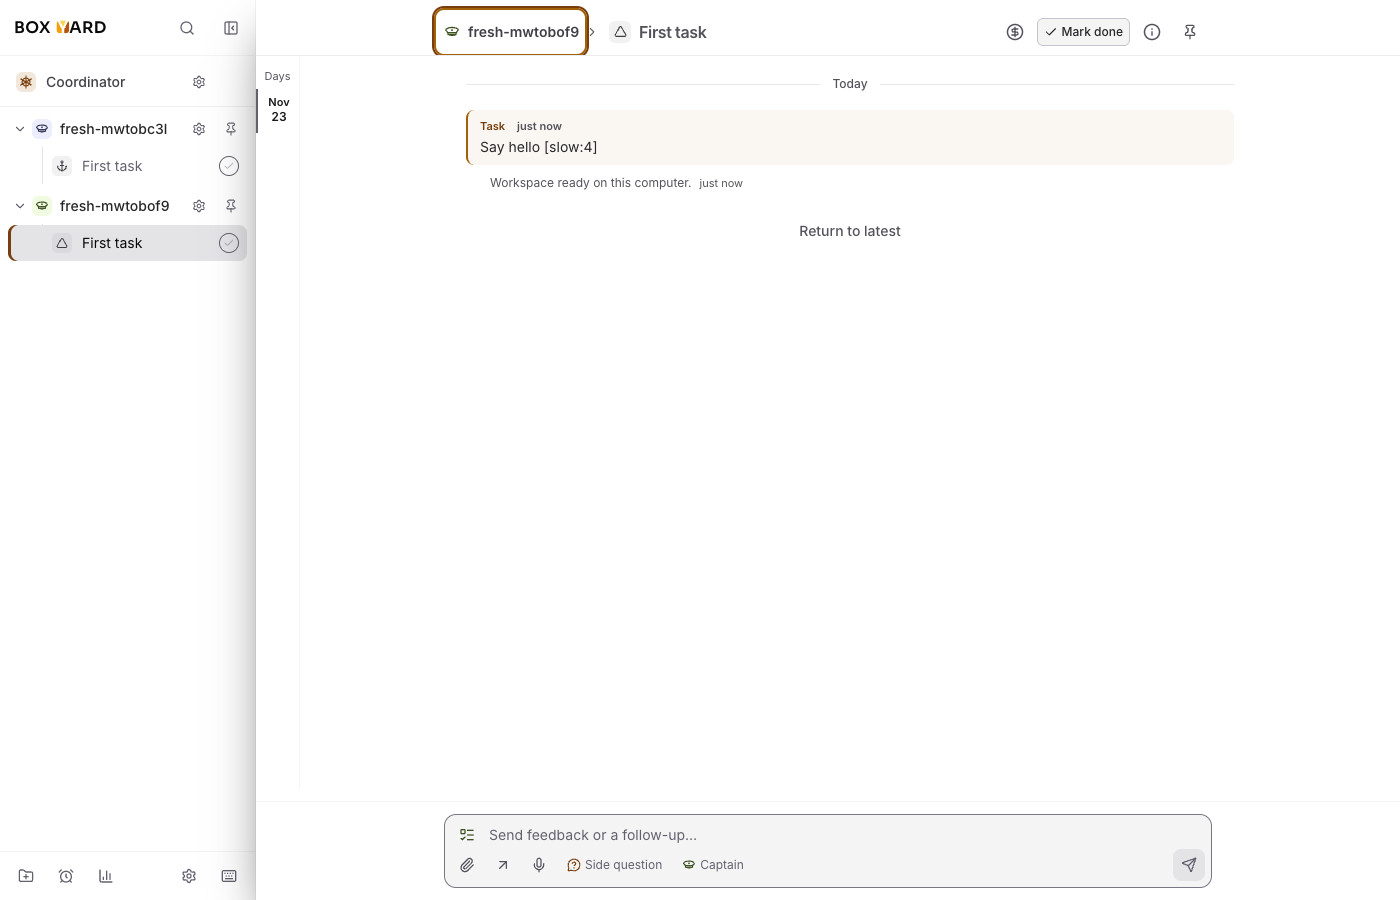 BOX YARD
Coordinator
fresh-mwtobc3l
First task
fresh-mwtobof9
First task
fresh-mwtobof9
First task
Mark done
Days
Nov
23
Today
Task just now
Say hello [slow:4]
Workspace ready on this computer. just now
Return to latest
Send feedback or a follow-up...
Side question
Captain